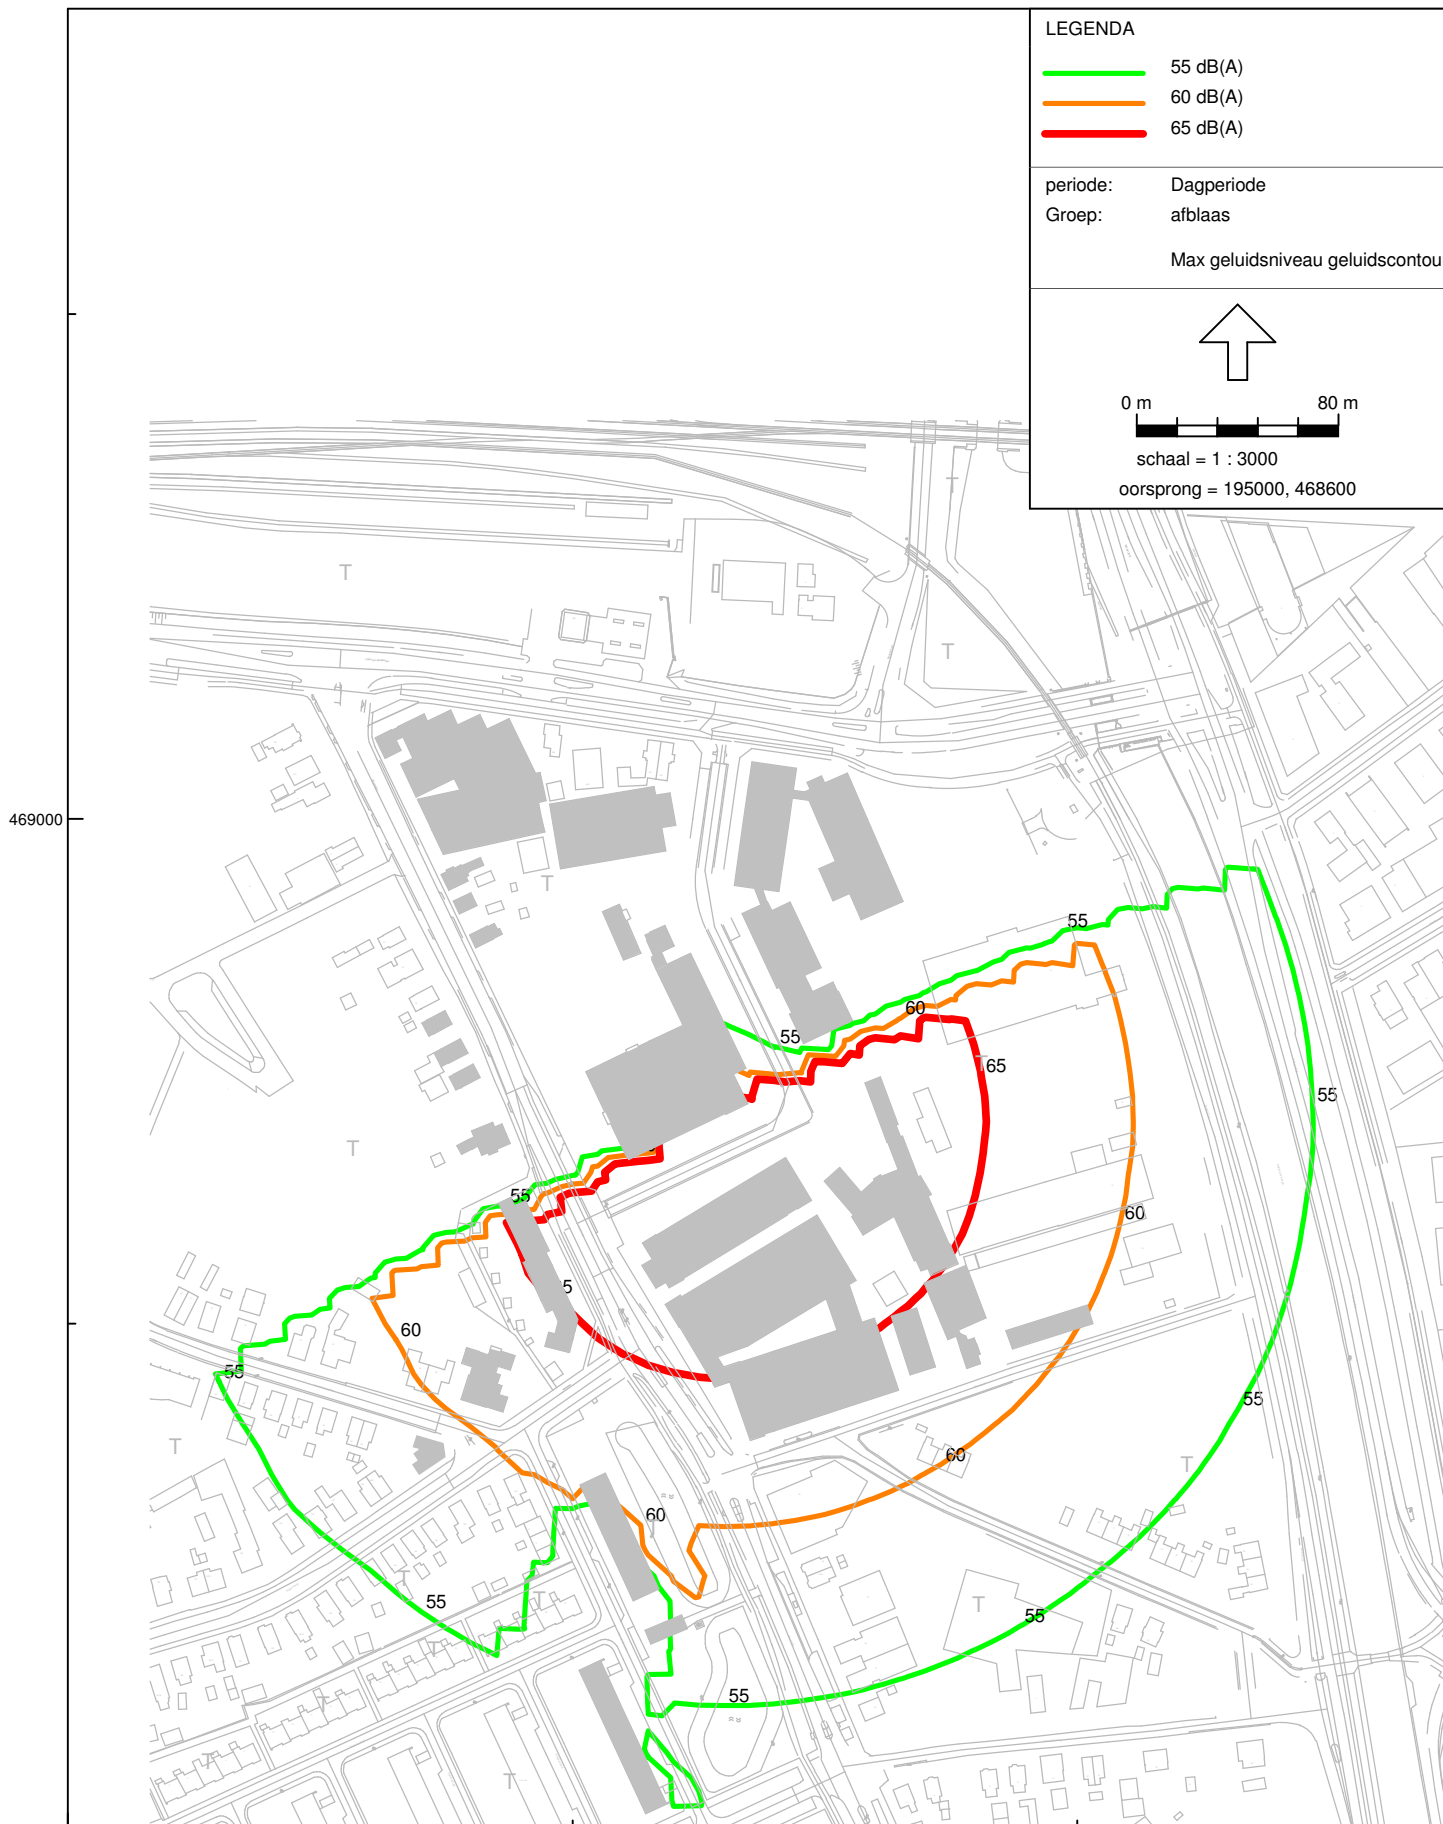 LEGENDA
55 dB(A)
60 dB(A)
65 dB(A)
periode: Dagperiode
Groep: afblaas
Max geluidsniveau geluidscontou
0 m 80 m
schaal = 1 : 3000
oorsprong = 195000, 468600
T
T
T
469000
T
55
T
60
55
T
65
55
T
55
60
5
60
55
55
T
60
T
60
T
T
55
T
T
55
T
55
T
T
T